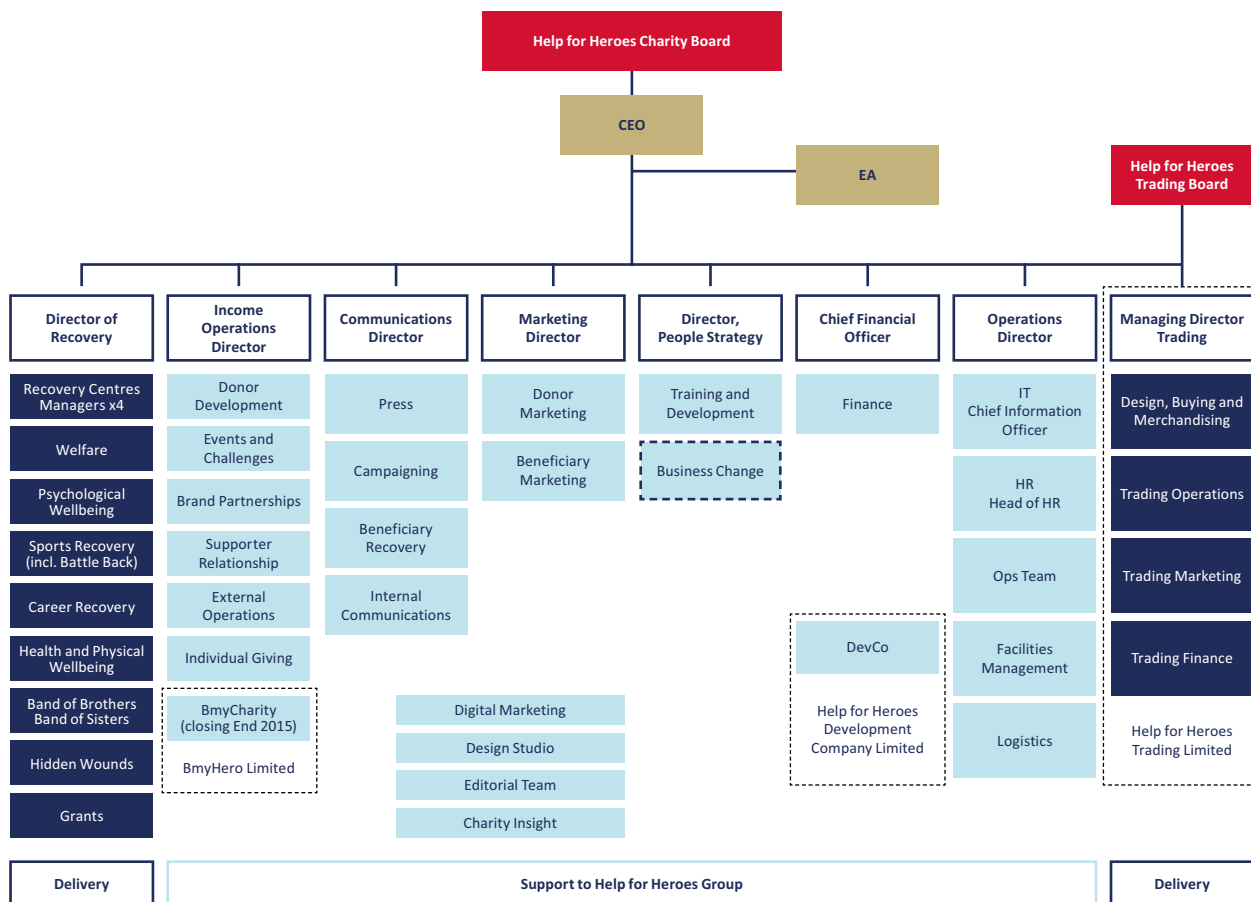 Help for Heroes Charity Board
CEO
EA
Help for Heroes
Trading Board
Director of
Recovery
Income
Operations
Director
Communications
Director
Marketing
Director
Director,
People Strategy
Chief Financial
Officer
Operations
Director
Managing Director
Trading
Recovery Centres
Managers x4
Welfare
Psychological
Wellbeing
Sports Recovery
(incl. Battle Back)
Career Recovery
Health and Physical
Wellbeing
Band of Brothers
Band of Sisters
Hidden Wounds
Grants
Donor
Development
Events and
Challenges
Brand Partnerships
Supporter
Relationship
External
Operations
Individual Giving
BmyCharity
(closing End 2015)
BmyHero Limited
Press
Campaigning
Beneficiary
Recovery
Internal
Communications
Donor
Marketing
Beneficiary
Marketing
Digital Marketing
Design Studio
Editorial Team
Charity Insight
Training and
Development
Business Change
Finance
DevCo
Help for Heroes
Development
Company Limited
IT
Chief Information
Officer
HR
Head of HR
Ops Team
Facilities
Management
Logistics
Design, Buying and
Merchandising
Trading Operations
Trading Marketing
Trading Finance
Help for Heroes
Trading Limited
Delivery
Support to Help for Heroes Group
Delivery